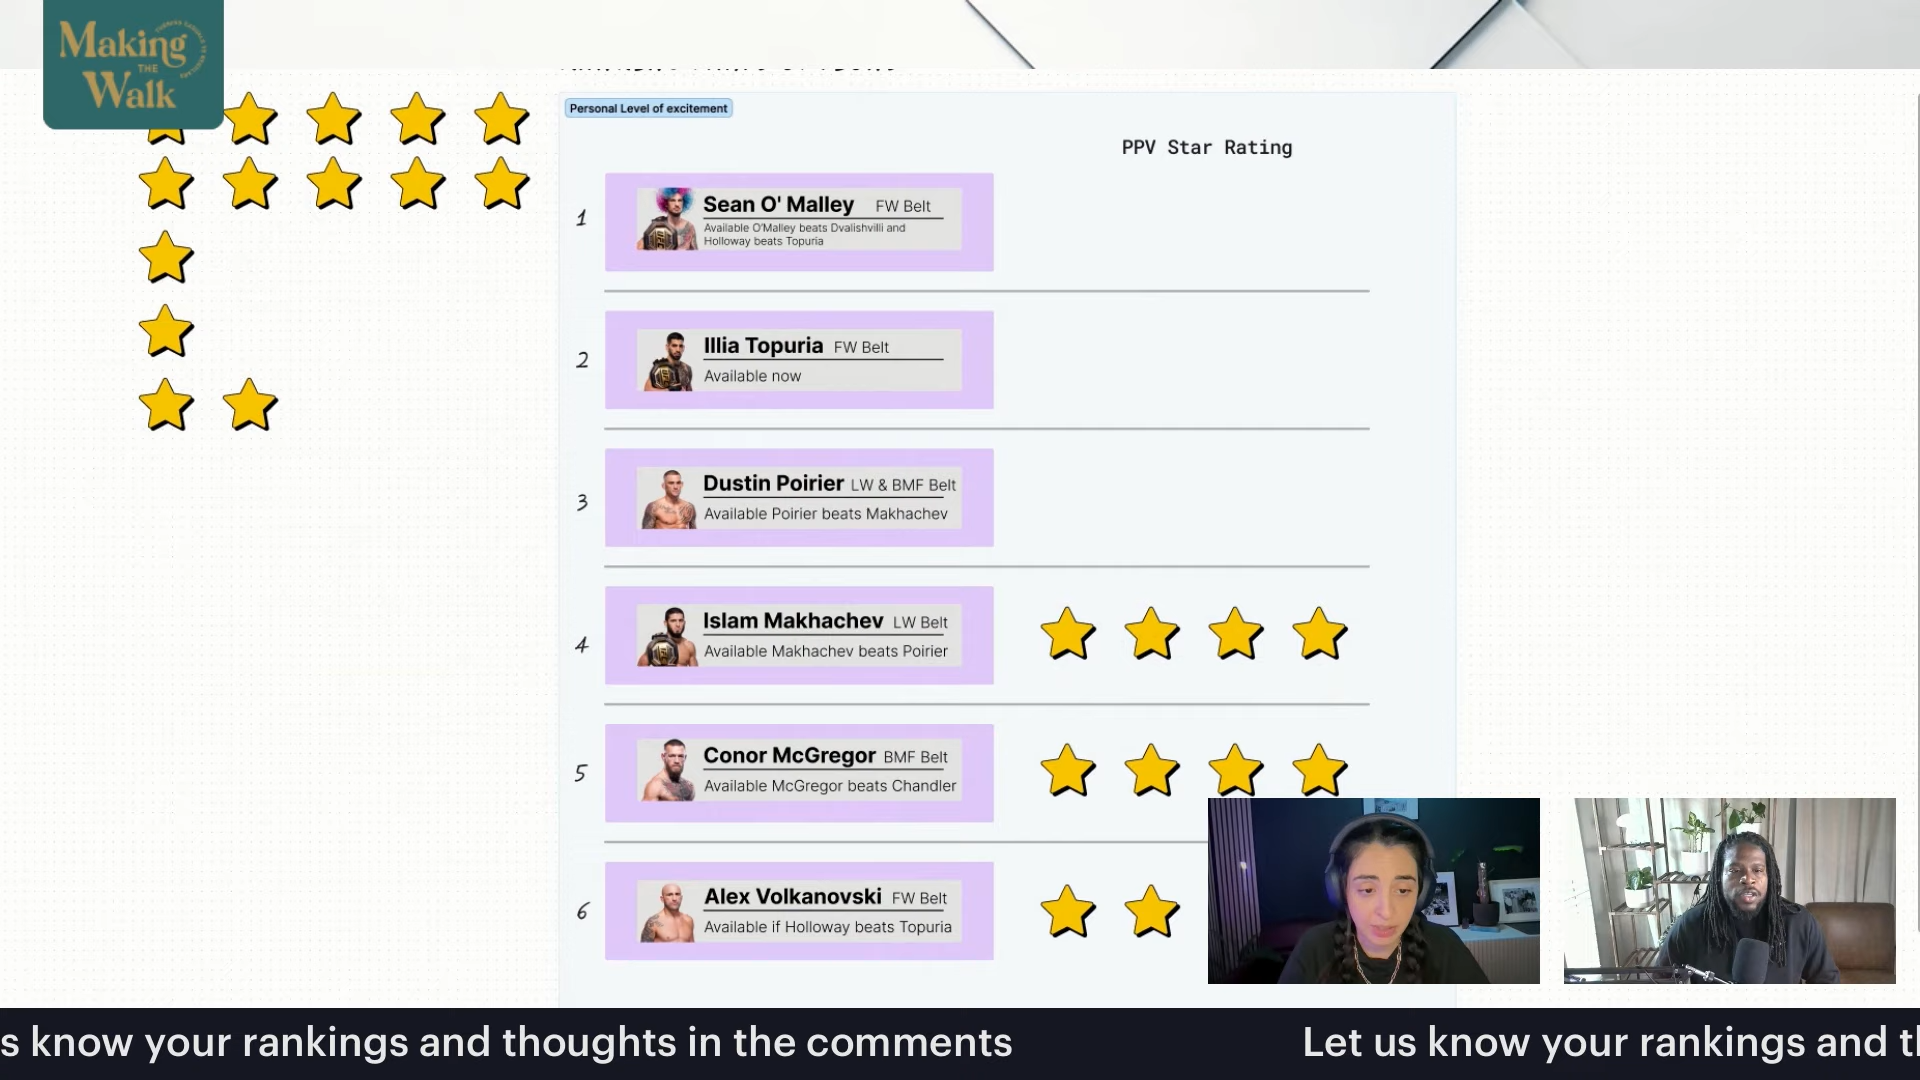 Making
THE
Walk
Personal Level of excitement
PPV Star Rating
1
Sean O' Malley FW Belt
Available O'Malley beats Dvalishvilli and
Holloway beats Topuria
2
Illia Topuria FW Belt
Available now
3
Dustin Poirier LW & BMF Belt
Available Poirier beats Makhachev
4
Islam Makhachev LW Belt
Available Makhachev beats Poirier
5
Conor McGregor BMF Belt
Available McGregor beats Chandler
6
Alex Volkanovski FW Belt
Available if Holloway beats Topuria
s know your rankings and thoughts in the comments
Let us know your rankings and